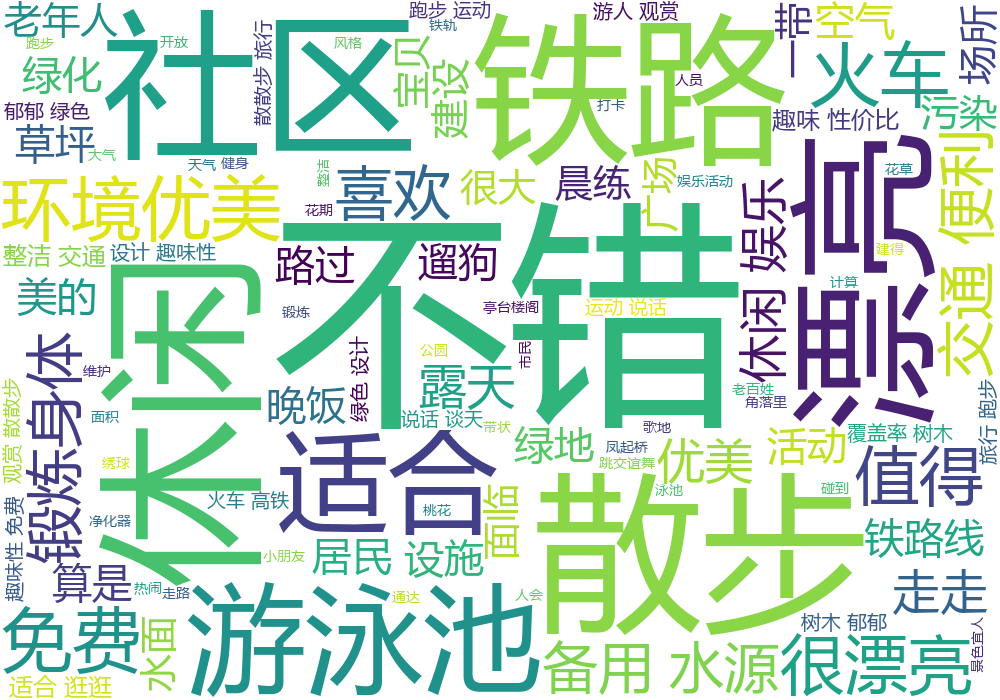 老年人
跑步 运动
游人 观赏
一带
空气
场所
跑步
开放
铁轨
社区
散散步 旅行
风格
宝贝
建设
铁路
人员
打卡
火车
绿化
郁郁 绿色
草坪
大气
天气
健身
趣味 性价比
污染
环境优美
整洁
喜欢
花期
很大
晨练
广场
娱乐活动
花草
漂亮
便利
交通
整洁 交通
设计 趣味性
路过
遛狗
不错
休闲 娱乐
建得
计算
美的
休闲
锻炼
亭台楼阁
运动 说话
锻炼身体
维护
公园
绿色 设计
市民
露天
老百姓
角落里
观赏 散散步
面积
晚饭
说话 谈天
带状
歌地
旅行 跑步
绣球
适合
绿地
凤起桥
跳交谊舞
优美
活动
覆盖率 树木
值得
趣味性 免费
净化器
火车 高铁
桃花
面临
泳池
碰到
散步
铁路线
小朋友
居民
设施
算是
热闹
走路
通达
人会
走走
免费
水面
游泳池
备用
水源
树木 郁郁
很漂亮
景色宜人
适合 逛逛